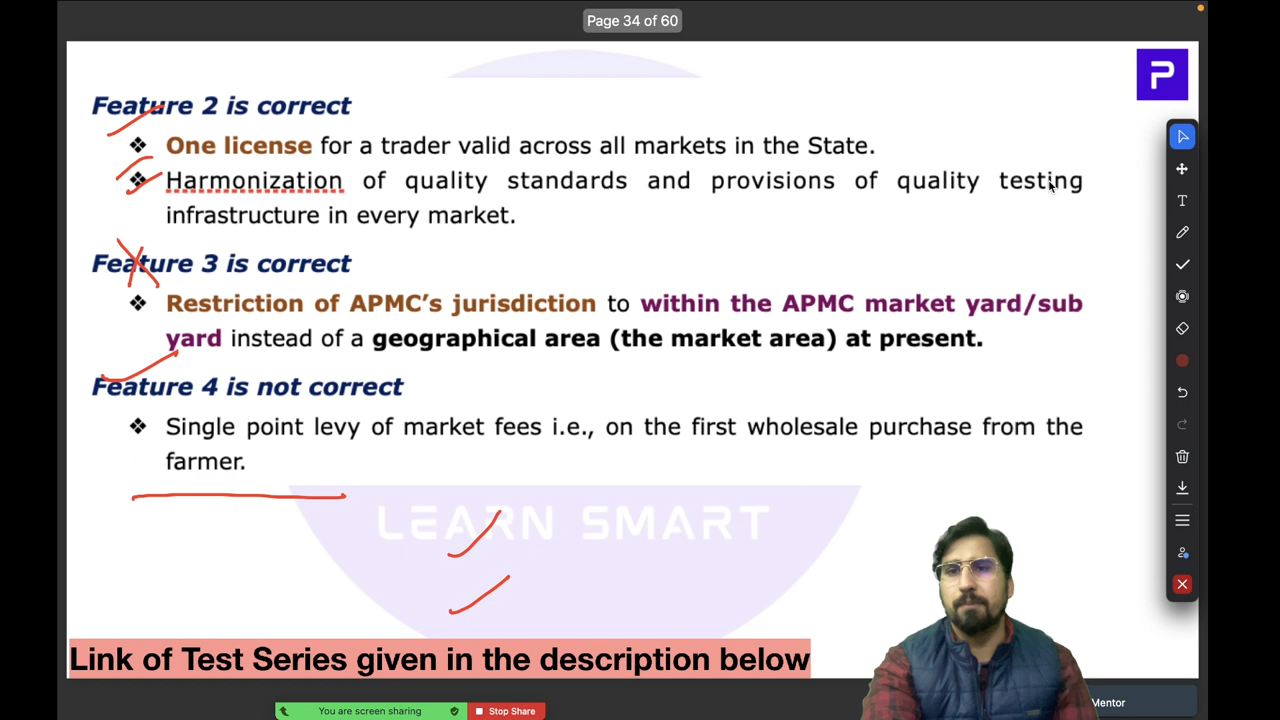 Page 34 of 60
P
Feature 2 is correct
❖ One license for a trader valid across all markets in the State.
❖ Harmonization of quality standards and provisions of quality testing
infrastructure in every market.
Feature 3 is correct
❖ Restriction of APMC's jurisdiction to within the APMC market yard/sub
yard instead of a geographical area (the market area) at present.
Feature 4 is not correct
❖ Single point levy of market fees i.e., on the first wholesale purchase from the
farmer.
LEARN SMART
Link of Test Series given in the description below
Mentor
You are screen sharing
Stop Share